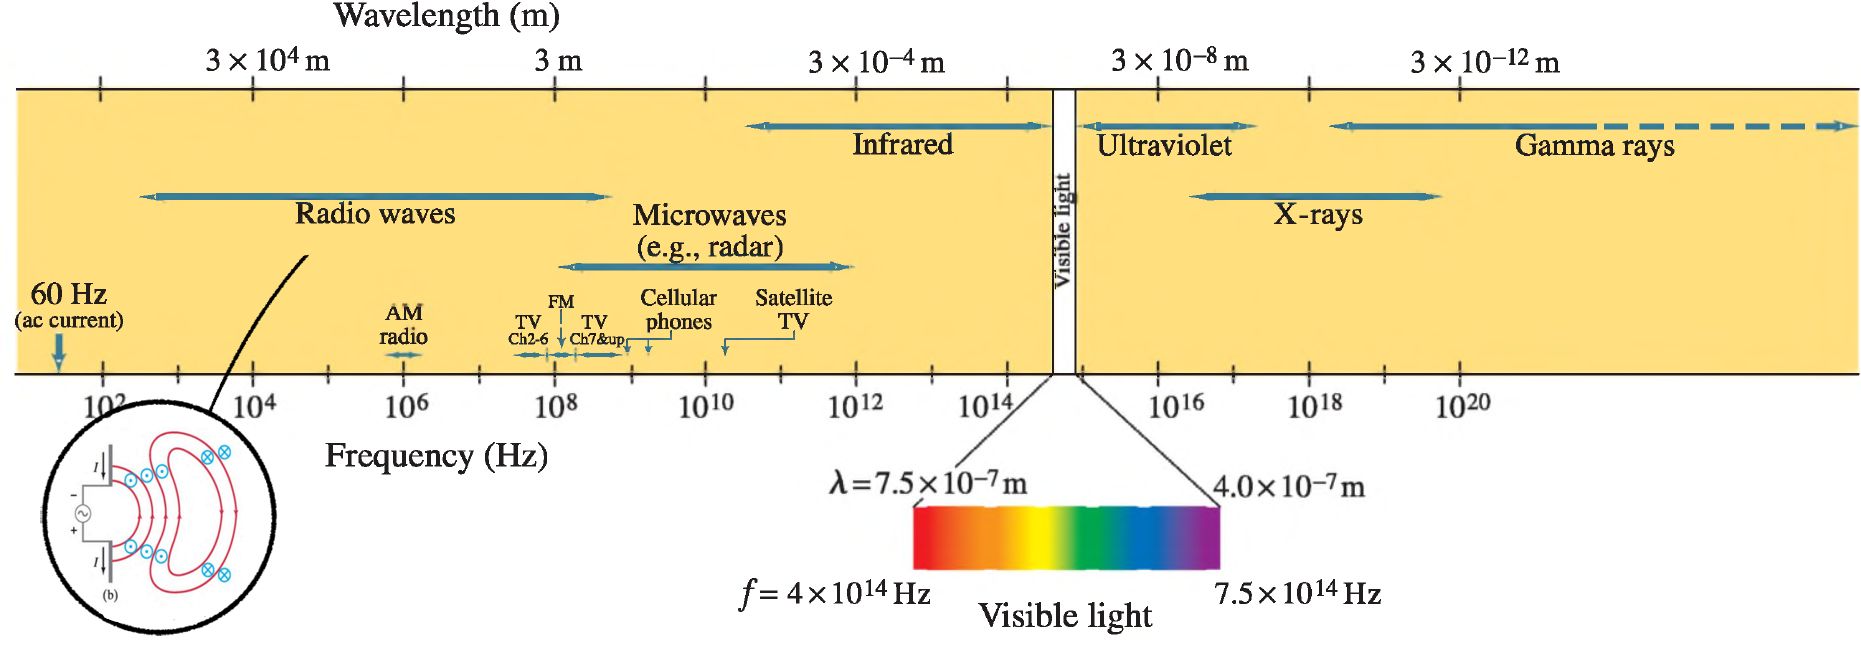 Wavelength (m)
3 × 10⁴ m 3 m 3 × 10⁻⁴ m 3 × 10⁻⁸ m 3 × 10⁻¹² m
Infrared Ultraviolet Gamma rays
Radio waves X-rays
Microwaves
(e.g., radar)
Visible light
60 Hz
(ac current)
AM
radio
TV
Ch2-6
FM
TV
Ch7&up
Cellular
phones
Satellite
TV
10² 10⁴ 10⁶ 10⁸ 10¹⁰ 10¹² 10¹⁴ 10¹⁶ 10¹⁸ 10²⁰
Frequency (Hz)
I
−
+
I
(b)
λ = 7.5 × 10⁻⁷ m 4.0 × 10⁻⁷ m
f = 4 × 10¹⁴ Hz 7.5 × 10¹⁴ Hz
Visible light